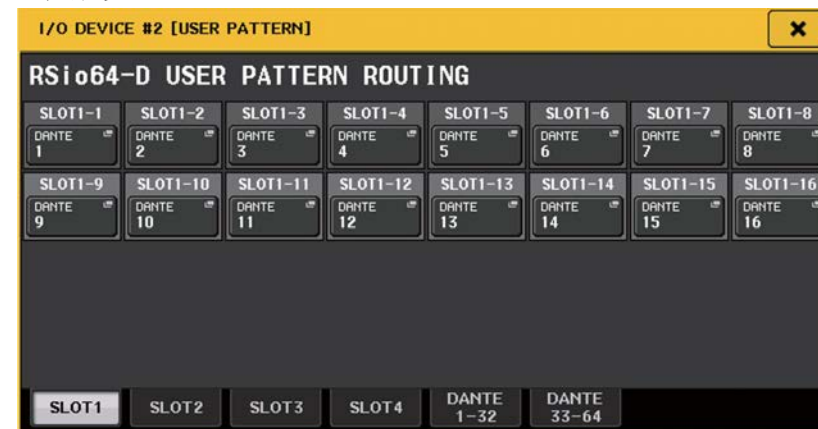 I/O DEVICE #2 [USER PATTERN]
RSio64-D USER PATTERN ROUTING
SLOT1-1 SLOT1-2 SLOT1-3 SLOT1-4 SLOT1-5 SLOT1-6 SLOT1-7 SLOT1-8
DANTE DANTE DANTE DANTE DANTE DANTE DANTE DANTE
1 2 3 4 5 6 7 8
SLOT1-9 SLOT1-10 SLOT1-11 SLOT1-12 SLOT1-13 SLOT1-14 SLOT1-15 SLOT1-16
DANTE DANTE DANTE DANTE DANTE DANTE DANTE DANTE
9 10 11 12 13 14 15 16
SLOT1 SLOT2 SLOT3 SLOT4 DANTE DANTE
1-32 33-64